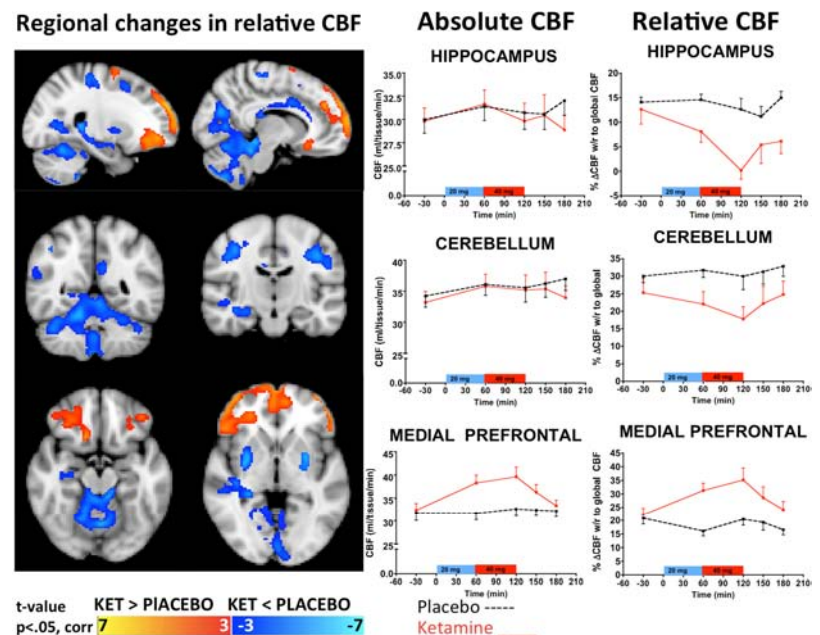 Regional changes in relative CBF
t-value KET > PlACEBO KET < PLACEBO
p<.05, corr 7 3 -3 -7
Absolute CBF
HIPPOCAMPUS
CBF (ml/tissue/min)
35.0
32.5
30.0
27.5
25.0
0.0
20 mg 40 mg
-60 -30 0 30 60 90 120 150 180 210
Time (min)
CEREBELLUM
CBF (ml/tissue/min)
40
35
25
0.0
20 mg 40 mg
-60 -30 0 30 60 90 120 150 180 210
Time (min)
MEDIAL PREFRONTAL
CBF (ml/tissue/min)
45
40
35
30
25
0.0
20 mg 40 mg
-60 -30 0 30 60 90 120 150 180 210
Time (min)
Placebo -----
Ketamine
Relative CBF
HIPPOCAMPUS
% ΔCBF w/r to global CBF
20
15
10
5
0
-5
20 mg 40 mg
-60 -30 0 30 60 90 120 150 180 210
Time (min)
CEREBELLUM
% ΔCBF w/r to global
35
30
25
20
15
10
5
0
20 mg 40 mg
-60 -30 0 30 60 90 120 150 180 210
Time (min)
MEDIAL PREFRONTAL
% ΔCBF w/r to global CBF
45
40
35
30
25
20
15
10
5
0
20 mg 40 mg
-60 -30 0 30 60 90 120 150 180 210
Time (min)